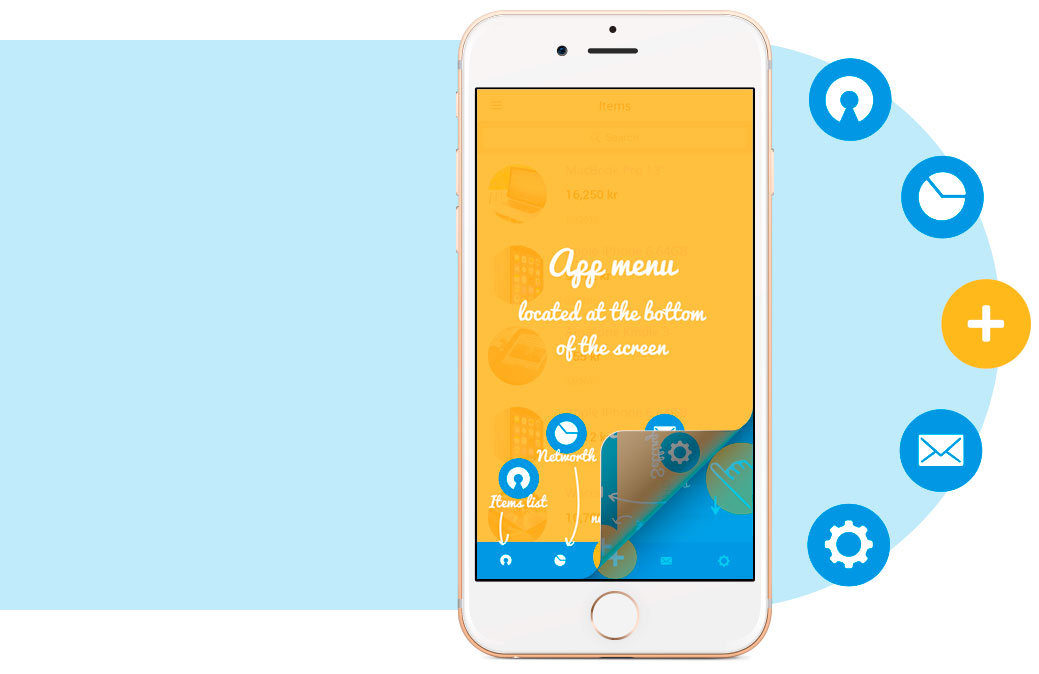 Items
Search
MacBook Pro 13"
16,250 kr
App menu
located at the bottom
of the screen
Networth
Items list